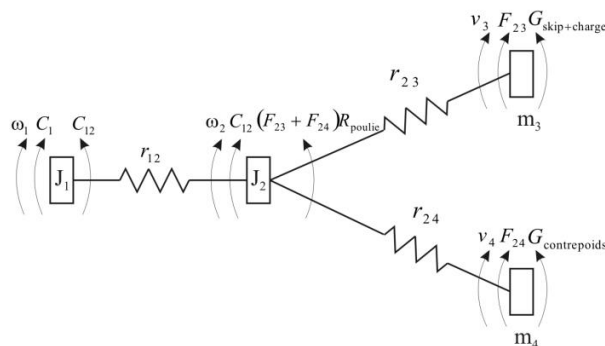 v₃ F₂₃ G_skip+charge
r₂₃
m₃
ω₁ C₁ C₁₂
r₁₂
ω₂ C₁₂ (F₂₃ + F₂₄)R_poulie
J₁
J₂
r₂₄
v₄ F₂₄ G_contrepoids
m₄